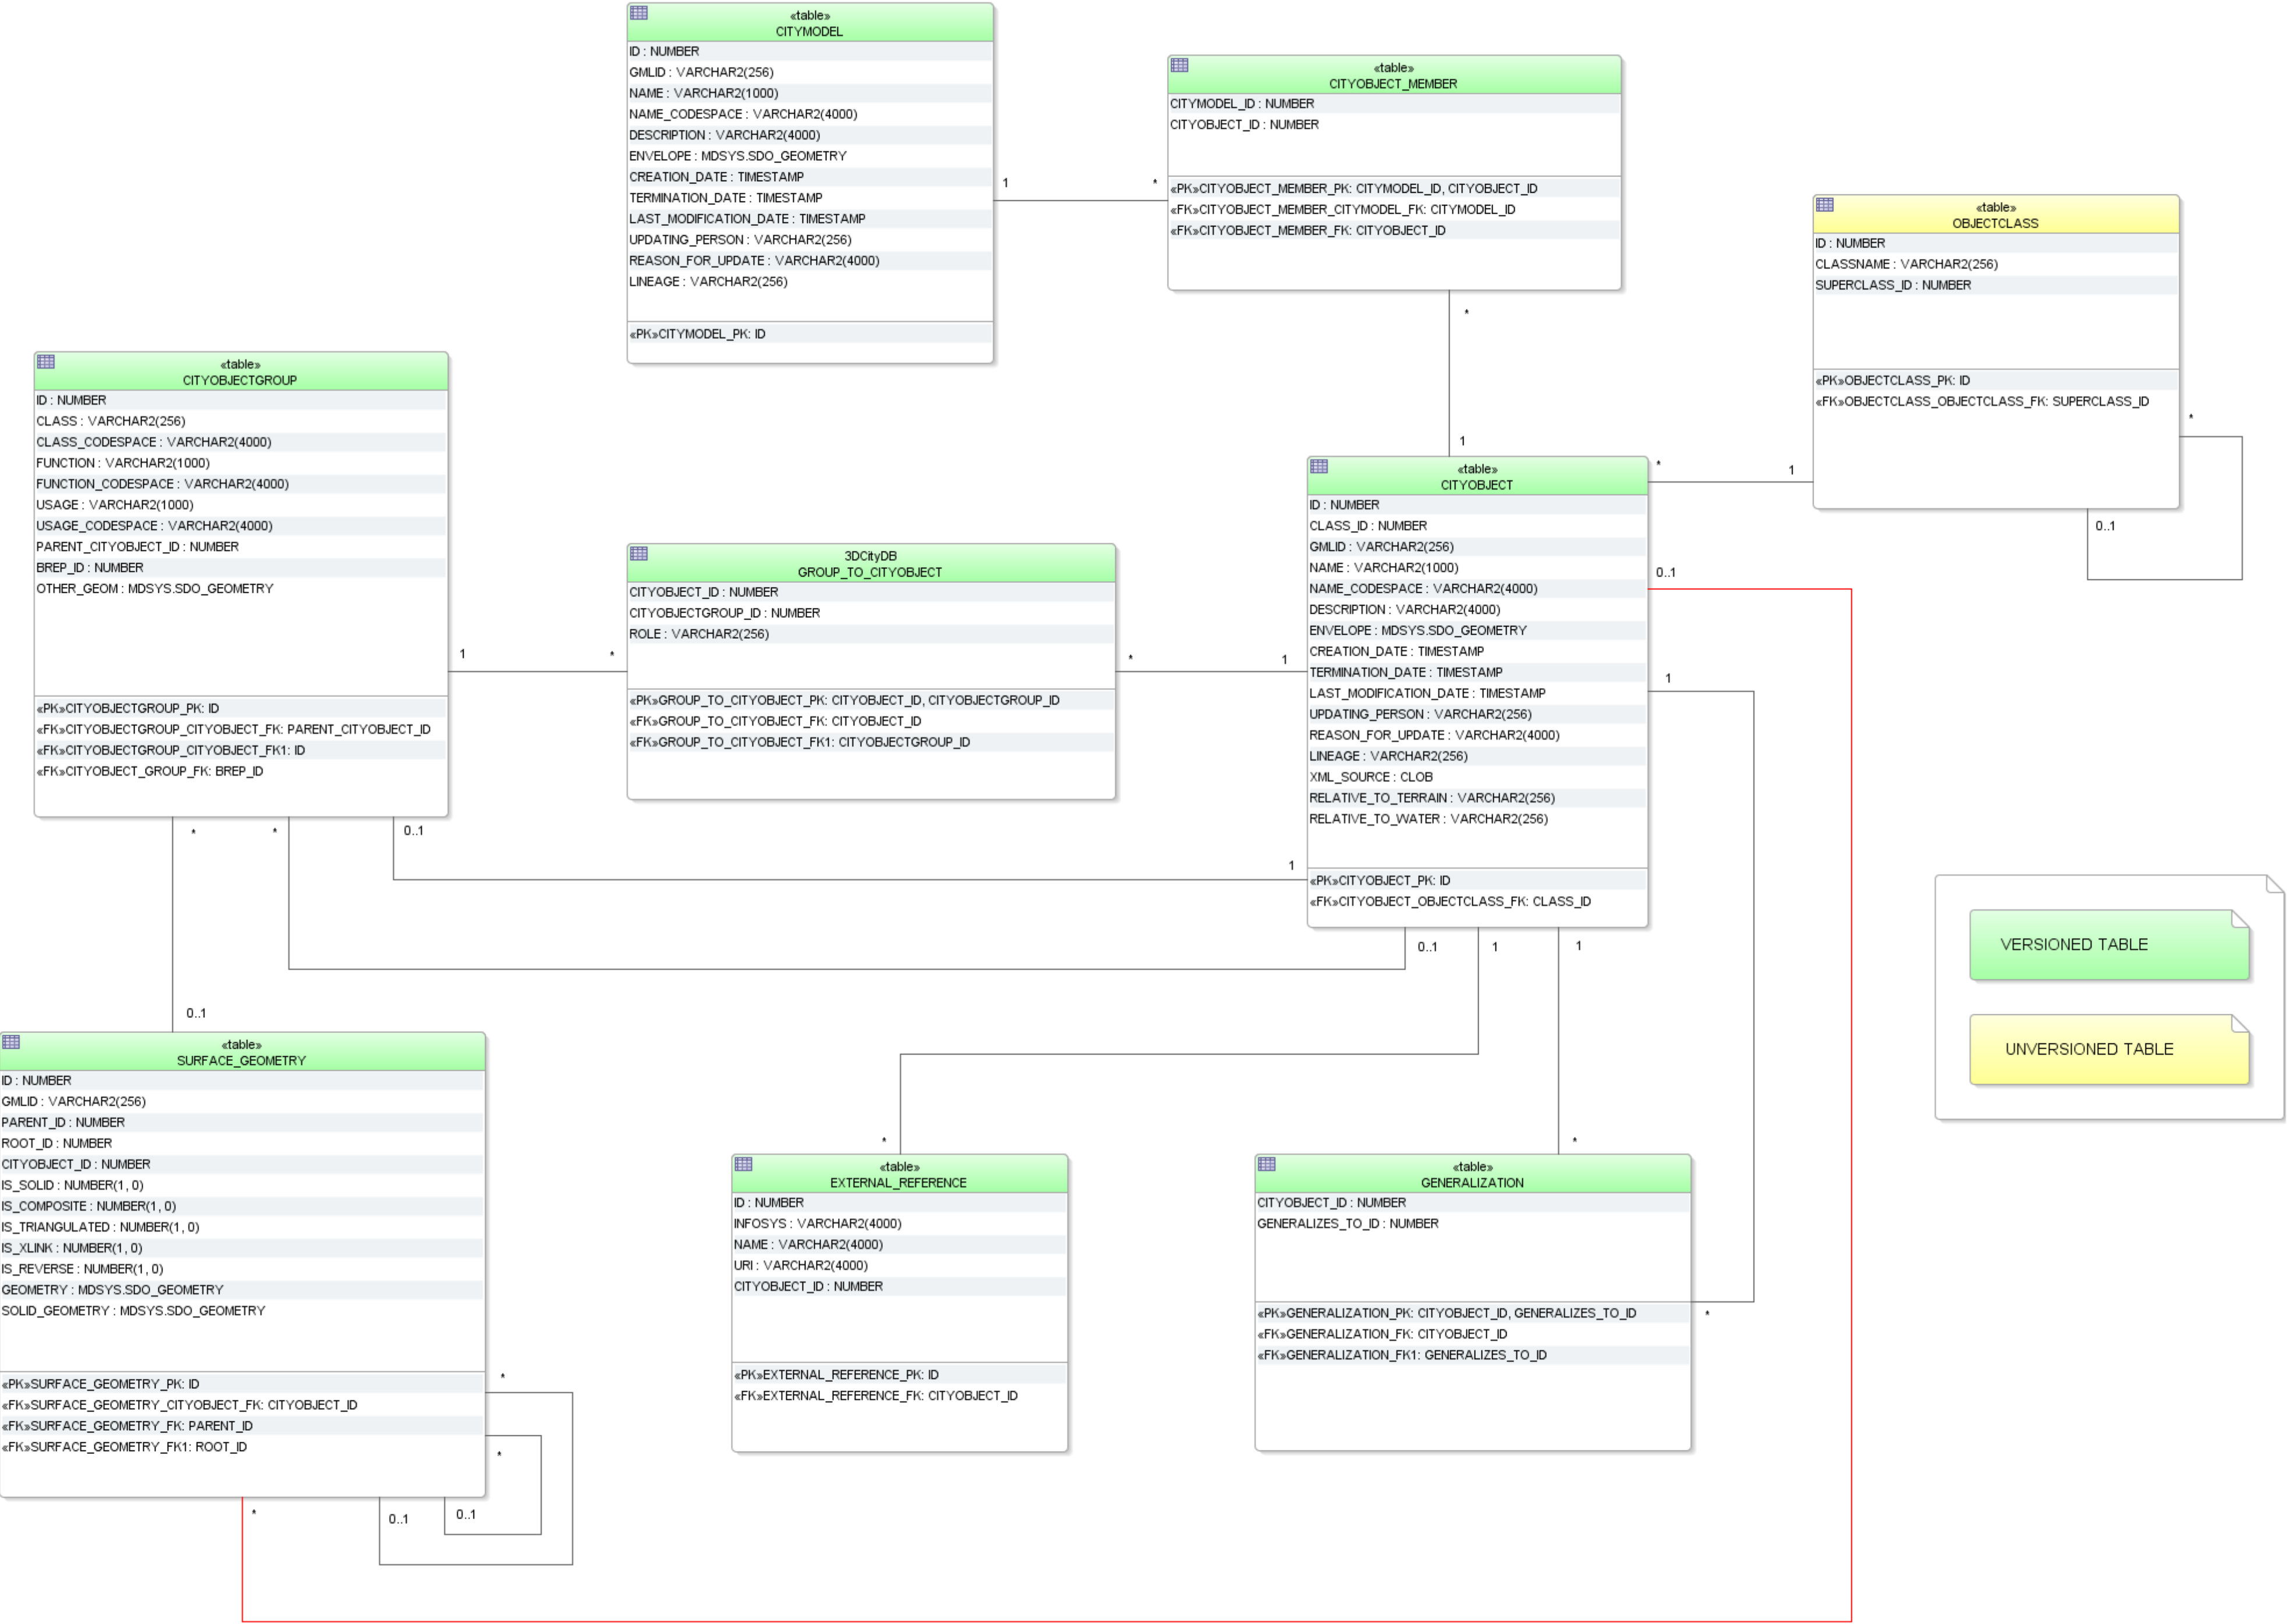 «table»
CITYMODEL
ID : NUMBER
GMLID : VARCHAR2(256)
NAME : VARCHAR2(1000)
NAME_CODESPACE : VARCHAR2(4000)
DESCRIPTION : VARCHAR2(4000)
ENVELOPE : MDSYS.SDO_GEOMETRY
CREATION_DATE : TIMESTAMP
TERMINATION_DATE : TIMESTAMP
LAST_MODIFICATION_DATE : TIMESTAMP
UPDATING_PERSON : VARCHAR2(256)
REASON_FOR_UPDATE : VARCHAR2(4000)
LINEAGE : VARCHAR2(256)
«PK»CITYMODEL_PK: ID
1
*
«table»
CITYOBJECT_MEMBER
CITYMODEL_ID : NUMBER
CITYOBJECT_ID : NUMBER
«PK»CITYOBJECT_MEMBER_PK: CITYMODEL_ID, CITYOBJECT_ID
«FK»CITYOBJECT_MEMBER_CITYMODEL_FK: CITYMODEL_ID
«FK»CITYOBJECT_MEMBER_FK: CITYOBJECT_ID
*
1
«table»
OBJECTCLASS
ID : NUMBER
CLASSNAME : VARCHAR2(256)
SUPERCLASS_ID : NUMBER
«PK»OBJECTCLASS_PK: ID
«FK»OBJECTCLASS_OBJECTCLASS_FK: SUPERCLASS_ID
*
0..1
«table»
CITYOBJECTGROUP
ID : NUMBER
CLASS : VARCHAR2(256)
CLASS_CODESPACE : VARCHAR2(4000)
FUNCTION : VARCHAR2(1000)
FUNCTION_CODESPACE : VARCHAR2(4000)
USAGE : VARCHAR2(1000)
USAGE_CODESPACE : VARCHAR2(4000)
PARENT_CITYOBJECT_ID : NUMBER
BREP_ID : NUMBER
OTHER_GEOM : MDSYS.SDO_GEOMETRY
«PK»CITYOBJECTGROUP_PK: ID
«FK»CITYOBJECTGROUP_CITYOBJECT_FK: PARENT_CITYOBJECT_ID
«FK»CITYOBJECTGROUP_CITYOBJECT_FK1: ID
«FK»CITYOBJECT_GROUP_FK: BREP_ID
1
*
*
*
0..1
3DCityDB
GROUP_TO_CITYOBJECT
CITYOBJECT_ID : NUMBER
CITYOBJECTGROUP_ID : NUMBER
ROLE : VARCHAR2(256)
«PK»GROUP_TO_CITYOBJECT_PK: CITYOBJECT_ID, CITYOBJECTGROUP_ID
«FK»GROUP_TO_CITYOBJECT_FK: CITYOBJECT_ID
«FK»GROUP_TO_CITYOBJECT_FK1: CITYOBJECTGROUP_ID
*
1
1
«table»
CITYOBJECT
ID : NUMBER
CLASS_ID : NUMBER
GMLID : VARCHAR2(256)
NAME : VARCHAR2(1000)
NAME_CODESPACE : VARCHAR2(4000)
DESCRIPTION : VARCHAR2(4000)
ENVELOPE : MDSYS.SDO_GEOMETRY
CREATION_DATE : TIMESTAMP
TERMINATION_DATE : TIMESTAMP
LAST_MODIFICATION_DATE : TIMESTAMP
UPDATING_PERSON : VARCHAR2(256)
REASON_FOR_UPDATE : VARCHAR2(4000)
LINEAGE : VARCHAR2(256)
XML_SOURCE : CLOB
RELATIVE_TO_TERRAIN : VARCHAR2(256)
RELATIVE_TO_WATER : VARCHAR2(256)
«PK»CITYOBJECT_PK: ID
«FK»CITYOBJECT_OBJECTCLASS_FK: CLASS_ID
*
1
0..1
1
0..1
1
1
VERSIONED TABLE
UNVERSIONED TABLE
0..1
«table»
SURFACE_GEOMETRY
ID : NUMBER
GMLID : VARCHAR2(256)
PARENT_ID : NUMBER
ROOT_ID : NUMBER
CITYOBJECT_ID : NUMBER
IS_SOLID : NUMBER(1, 0)
IS_COMPOSITE : NUMBER(1, 0)
IS_TRIANGULATED : NUMBER(1, 0)
IS_XLINK : NUMBER(1, 0)
IS_REVERSE : NUMBER(1, 0)
GEOMETRY : MDSYS.SDO_GEOMETRY
SOLID_GEOMETRY : MDSYS.SDO_GEOMETRY
«PK»SURFACE_GEOMETRY_PK: ID
«FK»SURFACE_GEOMETRY_CITYOBJECT_FK: CITYOBJECT_ID
«FK»SURFACE_GEOMETRY_FK: PARENT_ID
«FK»SURFACE_GEOMETRY_FK1: ROOT_ID
*
*
*
0..1
0..1
*
«table»
EXTERNAL_REFERENCE
ID : NUMBER
INFOSYS : VARCHAR2(4000)
NAME : VARCHAR2(4000)
URI : VARCHAR2(4000)
CITYOBJECT_ID : NUMBER
«PK»EXTERNAL_REFERENCE_PK: ID
«FK»EXTERNAL_REFERENCE_FK: CITYOBJECT_ID
*
«table»
GENERALIZATION
CITYOBJECT_ID : NUMBER
GENERALIZES_TO_ID : NUMBER
«PK»GENERALIZATION_PK: CITYOBJECT_ID, GENERALIZES_TO_ID
«FK»GENERALIZATION_FK: CITYOBJECT_ID
«FK»GENERALIZATION_FK1: GENERALIZES_TO_ID
*